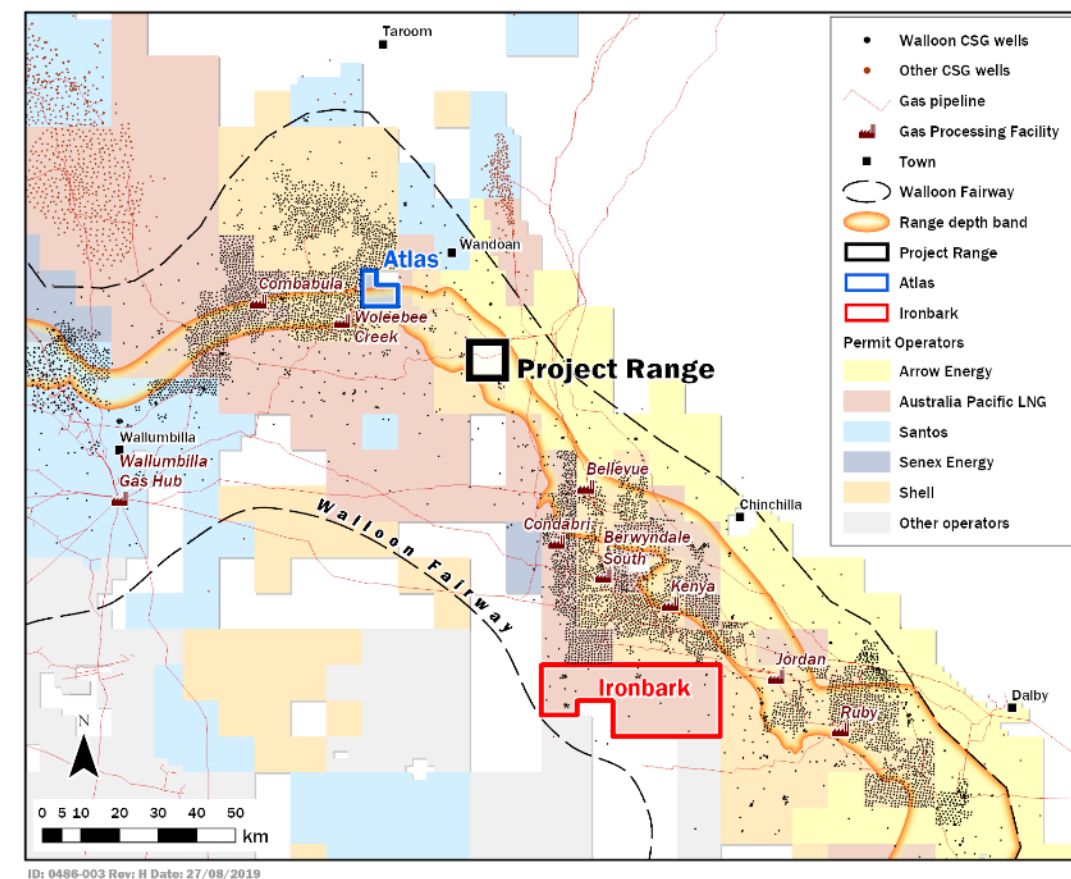 Taroom
Wandoan
Atlas
Combabula
Woleebee
Creek
Project Range
Wallumbilla
Wallumbilla
Gas Hub
Bellevue
Chinchilla
Walloon Fairway
Condabri
Berwyndale
South
Kenya
Ironbark
Jordan
Dalby
Ruby
N
0 5 10 20 30 40 50
km
Walloon CSG wells
Other CSG wells
Gas pipeline
Gas Processing Facility
Town
Walloon Fairway
Range depth band
Project Range
Atlas
Ironbark
Permit Operators
Arrow Energy
Australia Pacific LNG
Santos
Senex Energy
Shell
Other operators
ID: 0486-003 Rev: H Date: 27/08/2019